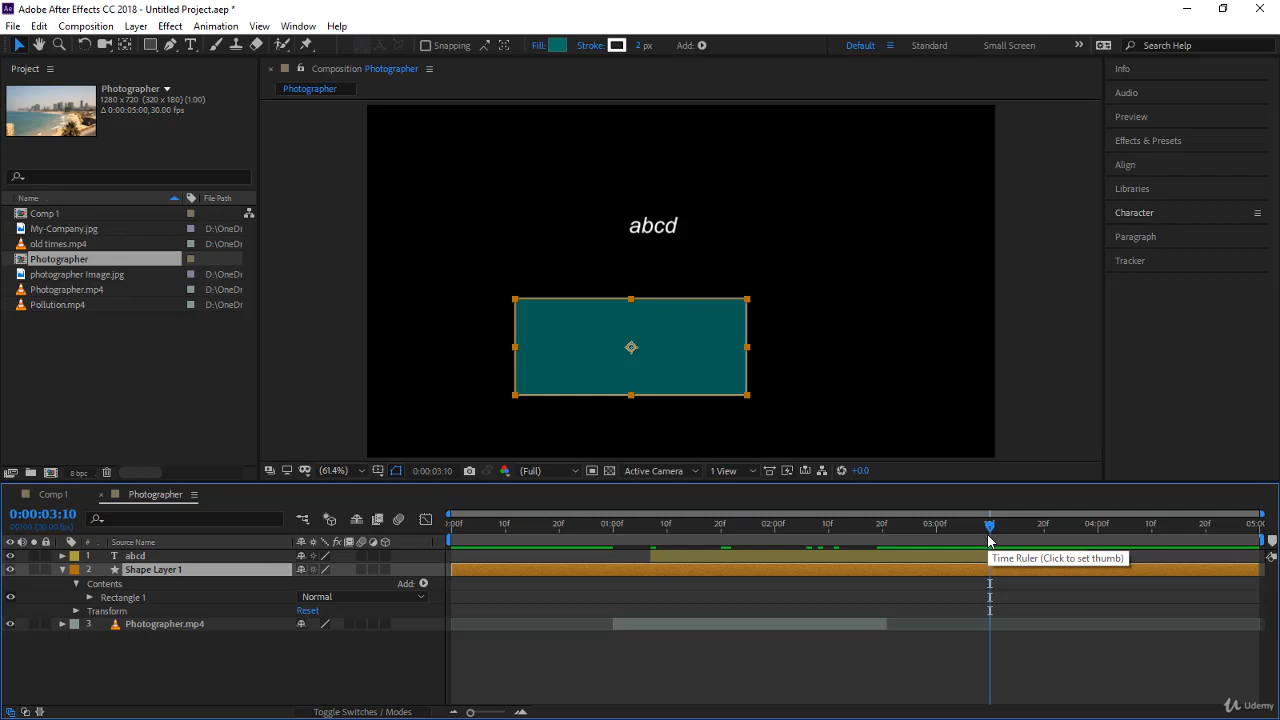 Adobe After Effects CC 2018 - Untitled Project.aep *
File Edit Composition Layer Effect Animation View Window Help
Snapping Fill: Stroke: 2 px Add: Default Standard Small Screen Search Help
Project
Composition Photographer
Photographer
Photographer
1280 x 720 (320 x 180) (1.00)
Δ 0:00:05:00, 30.00 fps
Name File Path
Comp 1
My-Company.jpg D:\OneDr
old times.mp4 D:\OneDr
Photographer
photographer Image.jpg D:\OneDr
Photographer.mp4 D:\OneDr
Pollution.mp4 D:\OneDr
abcd
Info
Audio
Preview
Effects & Presets
Align
Libraries
Character
Paragraph
Tracker
8 bpc
(61.4%) 0:00:03:10 (Full) Active Camera 1 View +0.0
Comp 1 Photographer
0:00:03:10
:00f 10f 20f 01:00f 10f 20f 02:00f 10f 20f 03:00f 20f 04:00f 10f 20f 05:00
# Source Name
1 T abcd
2 Shape Layer 1
Time Ruler (Click to set thumb)
Contents Add:
Rectangle 1 Normal
Transform Reset
3 Photographer.mp4
Toggle Switches / Modes
Udemy